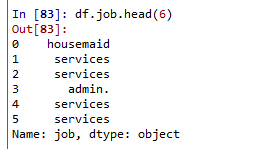 In [83]: df.job.head(6)
Out[83]:
0    housemaid
1     services
2     services
3       admin.
4     services
5     services
Name: job, dtype: object